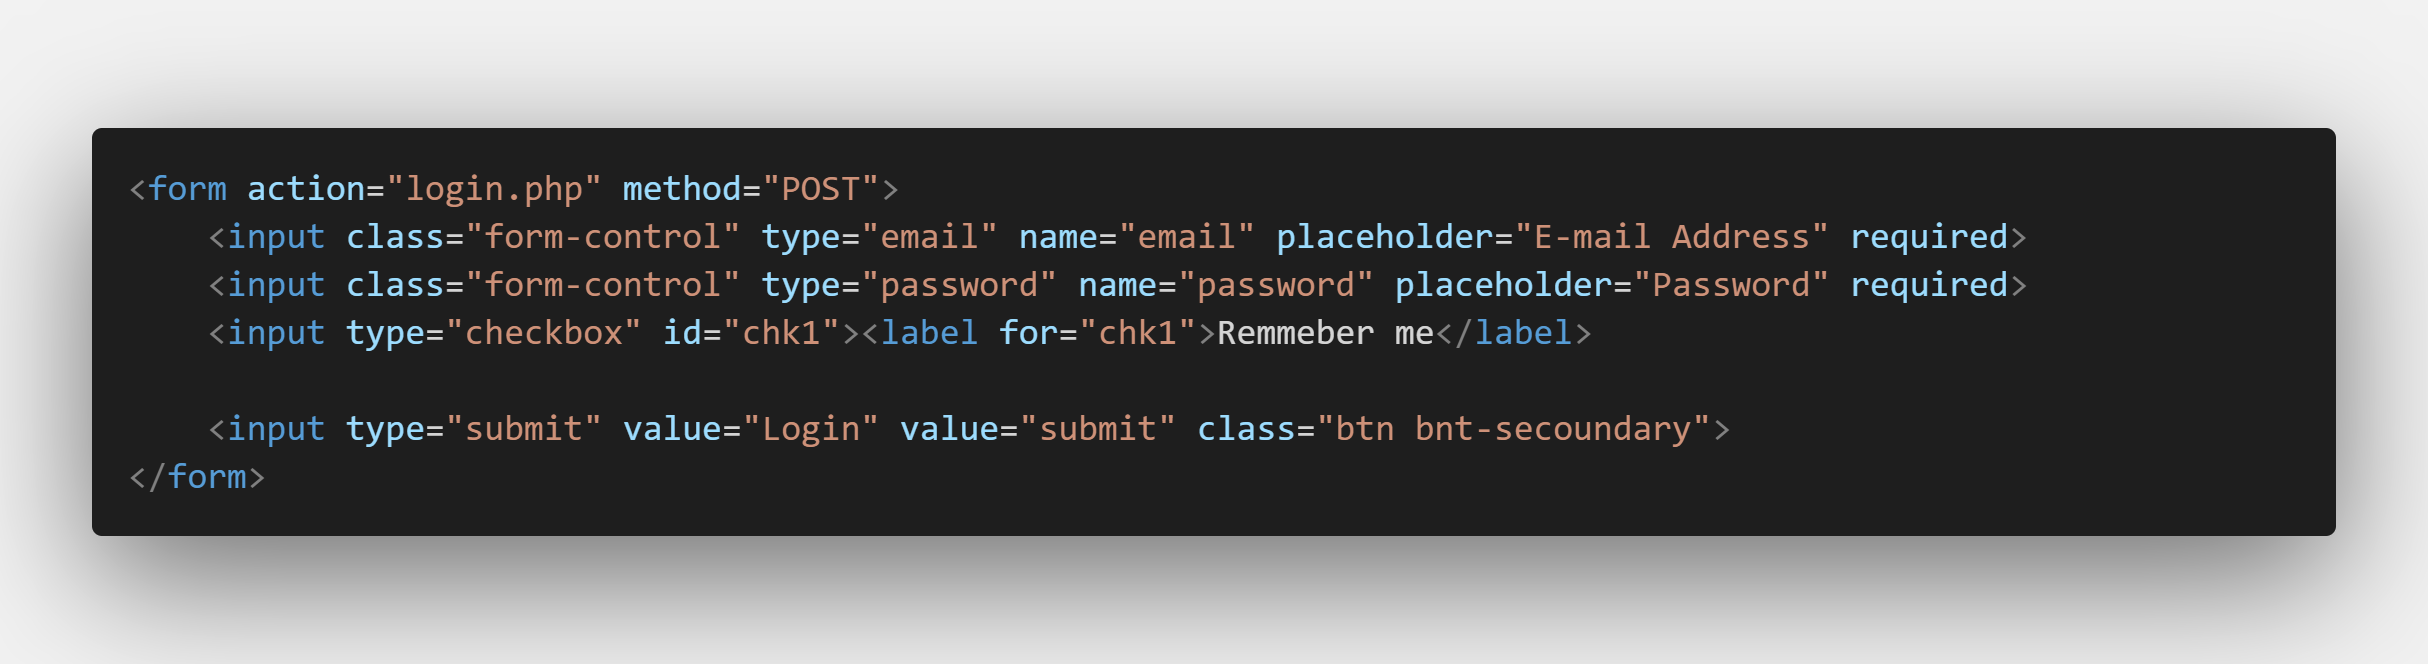 <form action="login.php" method="POST">
    <input class="form-control" type="email" name="email" placeholder="E-mail Address" required>
    <input class="form-control" type="password" name="password" placeholder="Password" required>
    <input type="checkbox" id="chk1"><label for="chk1">Remmeber me</label>

    <input type="submit" value="Login" value="submit" class="btn bnt-secoundary">
</form>